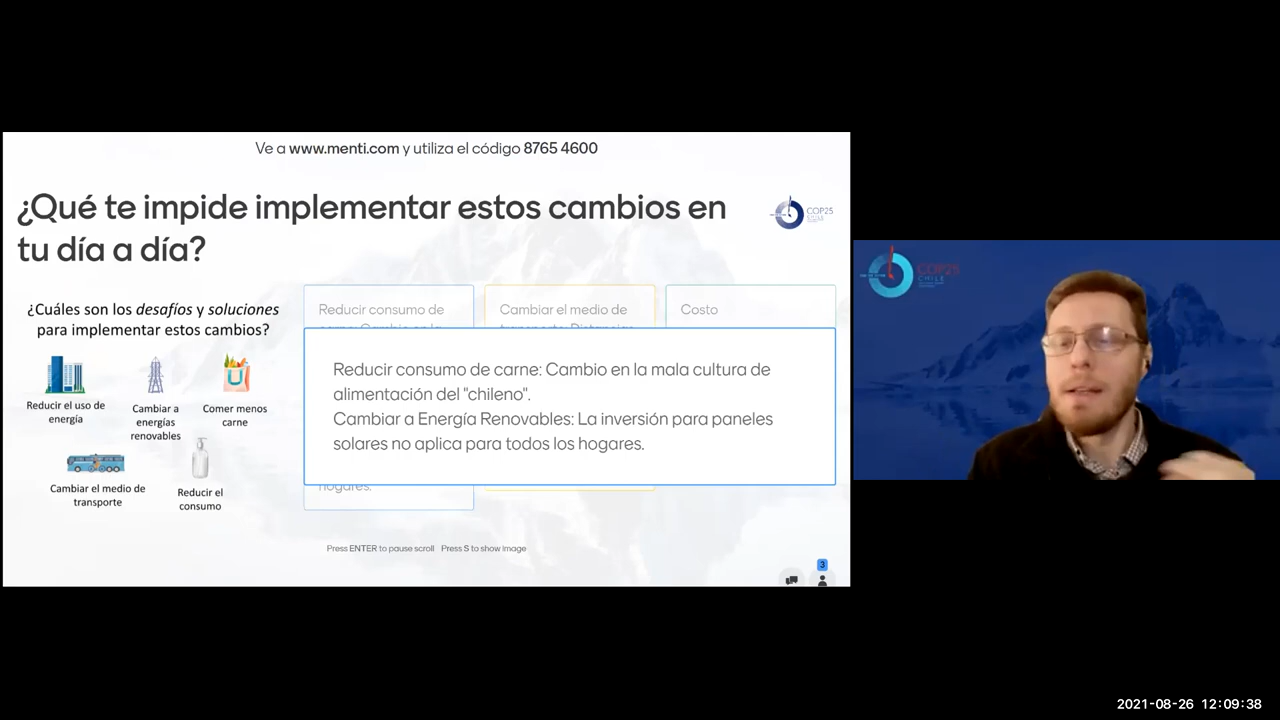 Ve a www.menti.com y utiliza el código 8765 4600
¿Qué te impide implementar estos cambios en
tu día a día?
COP25
CHILE
¿Cuáles son los desafíos y soluciones
para implementar estos cambios?
Reducir el uso de
energía
Cambiar a
energías
renovables
Comer menos
carne
Cambiar el medio de
transporte
Reducir el
consumo
Reducir consumo de
Cambiar el medio de
Costo
Reducir consumo de carne: Cambio en la mala cultura de
alimentación del "chileno".
Cambiar a Energía Renovables: La inversión para paneles
solares no aplica para todos los hogares.
hogares.
Press ENTER to pause scroll Press S to show image
3
COP25
CHILE
2021-08-26 12:09:38